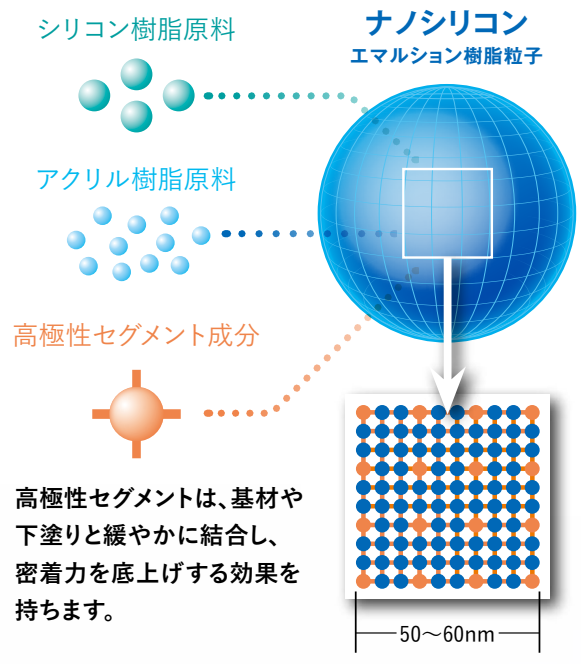 シリコン樹脂原料
ナノシリコン
エマルション樹脂粒子
アクリル樹脂原料
高極性セグメント成分
高極性セグメントは、基材や
下塗りと緩やかに結合し、
密着力を底上げする効果を
持ちます。
50〜60nm